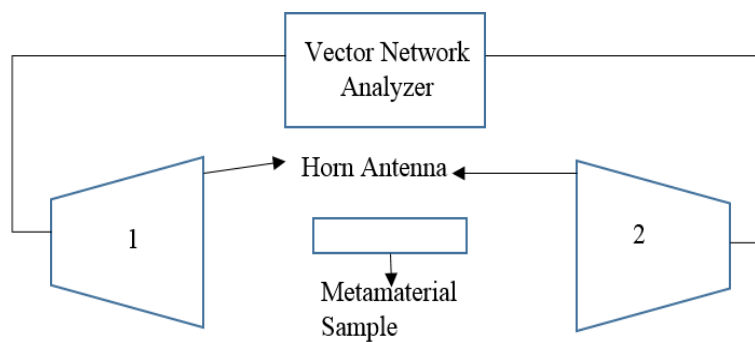 Vector Network
Analyzer
Horn Antenna
1
2
Metamaterial
Sample